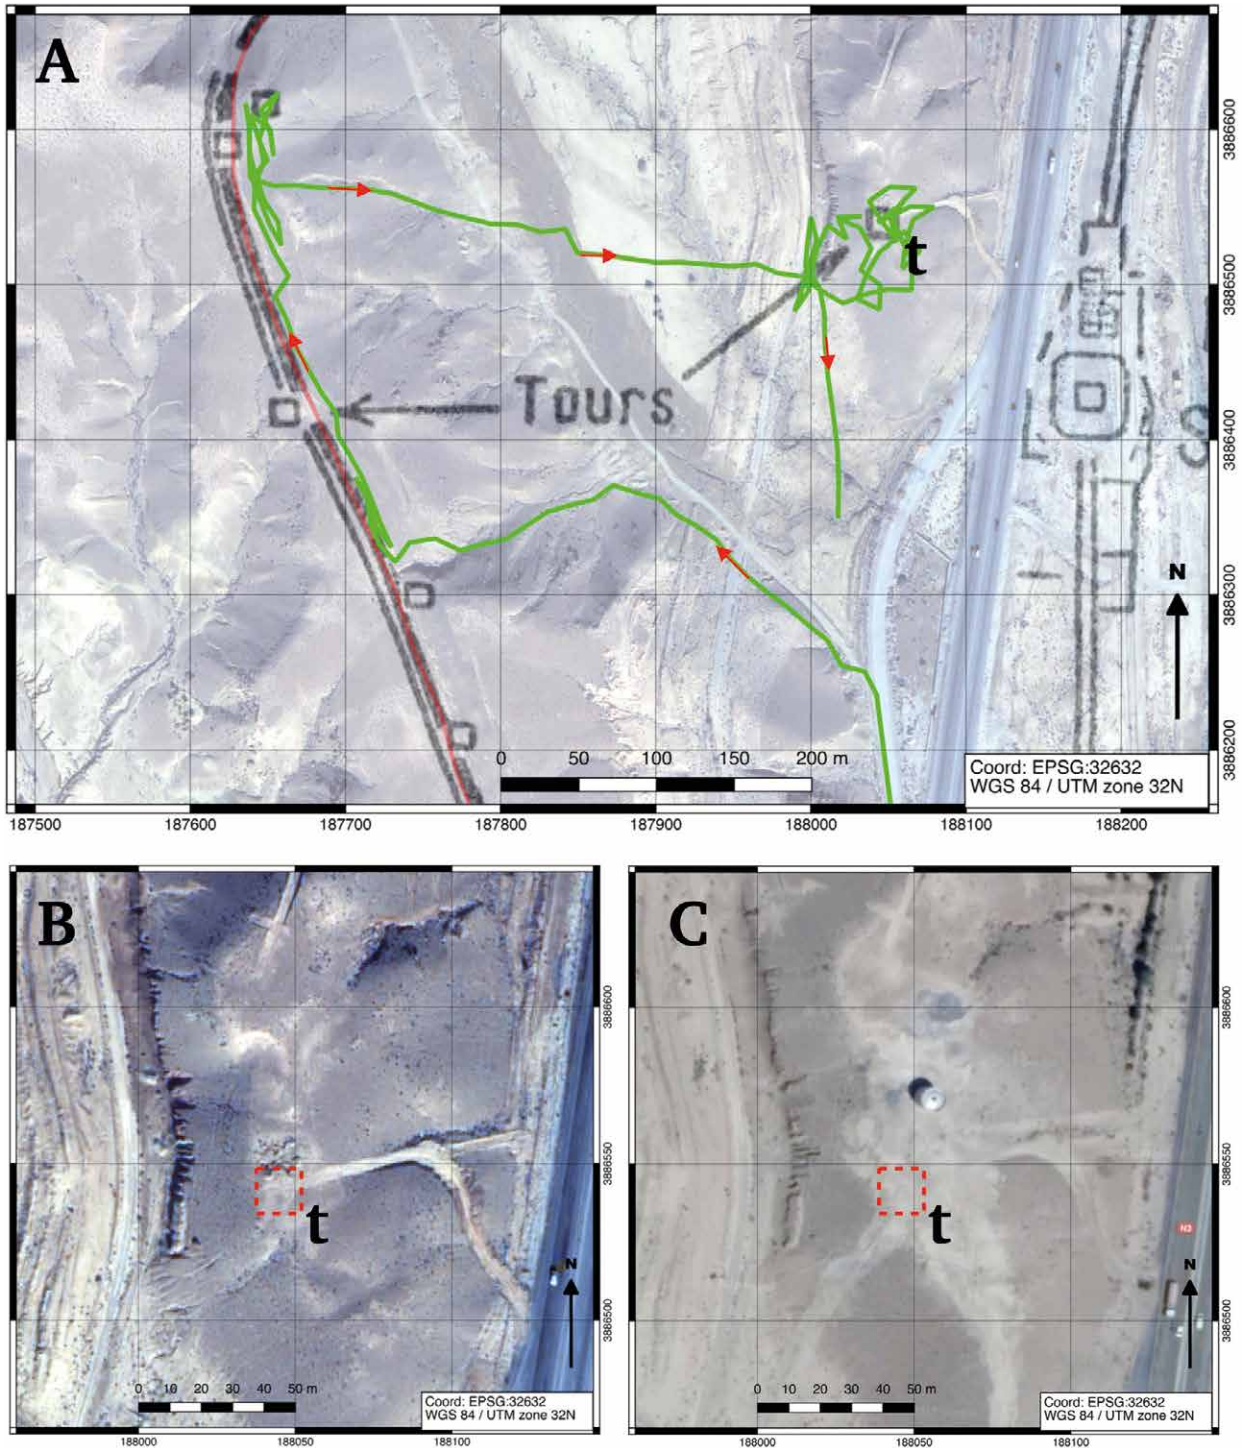 A
3886600
t
3886500
Tours
3886400
3886300
N
3886200
0 50 100 150 200 m
Coord: EPSG:32632
WGS 84 / UTM zone 32N
187500 187600 187700 187800 187900 188000 188100 188200
B
3886600
3886550
t
N
3886500
0 10 20 30 40 50 m
Coord: EPSG:32632
WGS 84 / UTM zone 32N
188000 188050 188100
C
3886600
3886550
t
N3
N
3886500
0 10 20 30 40 50 m
Coord: EPSG:32632
WGS 84 / UTM zone 32N
188000 188050 188100